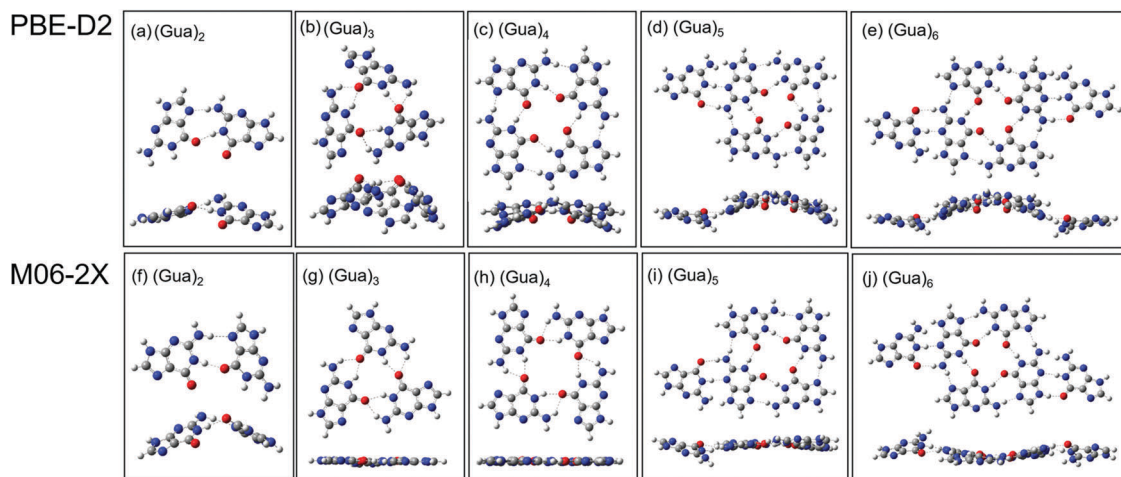 PBE-D2
(a) (Gua)2
(b) (Gua)3
(c) (Gua)4
(d) (Gua)5
(e) (Gua)6
M06-2X
(f) (Gua)2
(g) (Gua)3
(h) (Gua)4
(i) (Gua)5
(j) (Gua)6